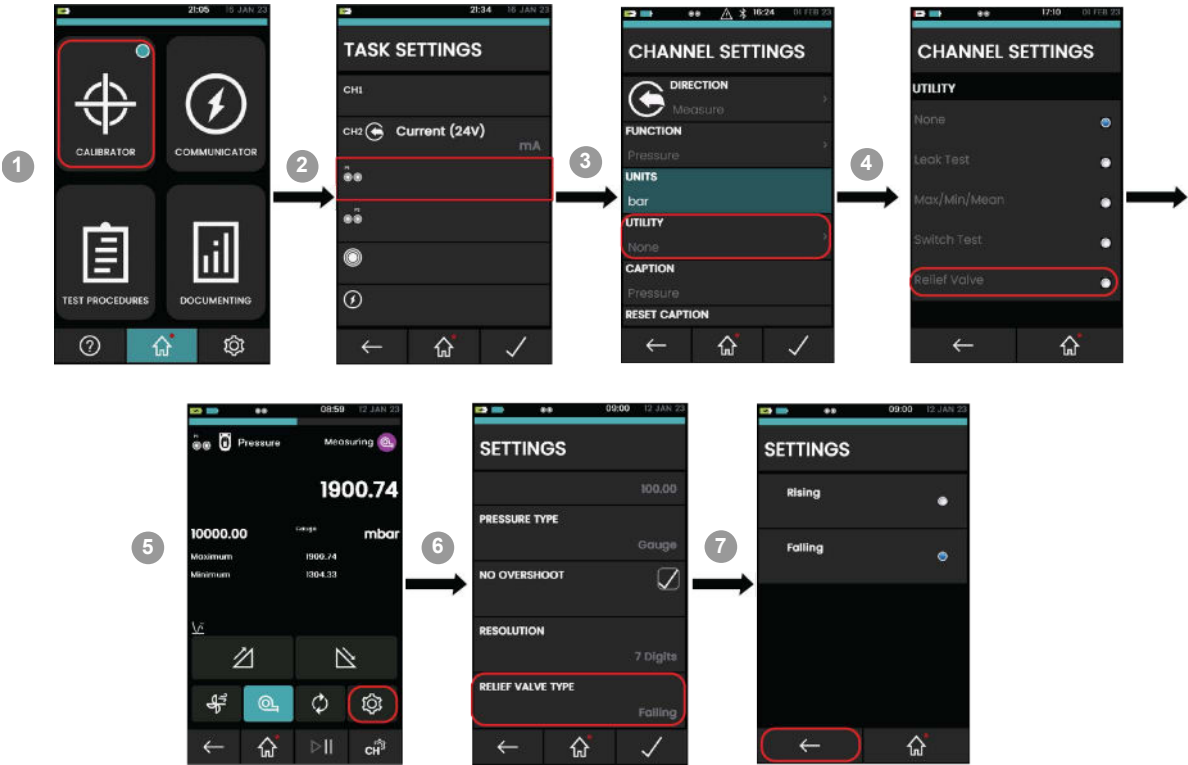 1
21:05 15 JAN 23
CALIBRATOR
COMMUNICATOR
TEST PROCEDURES
DOCUMENTING
2
21:34 16 JAN 23
TASK SETTINGS
CH1
CH2 Current (24V)
mA
P1
P2
3
16:24 01 FEB 23
CHANNEL SETTINGS
DIRECTION
Measure
FUNCTION
Pressure
UNITS
bar
UTILITY
None
CAPTION
Pressure
RESET CAPTION
4
17:10 01 FEB 23
CHANNEL SETTINGS
UTILITY
None
Leak Test
Max/Min/Mean
Switch Test
Relief Valve
5
08:59 12 JAN 23
Pressure Measuring
1900.74
10000.00 Gauge mbar
Maximum 1900.74
Minimum 1304.33
CH
6
09:00 12 JAN 23
SETTINGS
100.00
PRESSURE TYPE
Gauge
NO OVERSHOOT
RESOLUTION
7 Digits
RELIEF VALVE TYPE
Falling
7
09:00 12 JAN 23
SETTINGS
Rising
Falling